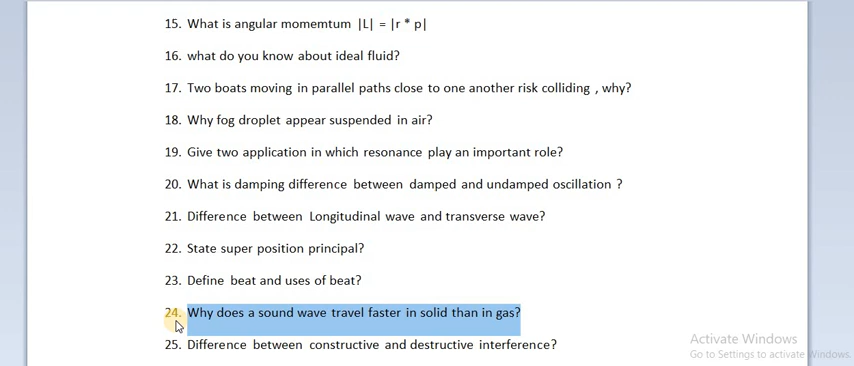 15. What is angular momemtum |L| = |r * p|
16. what do you know about ideal fluid?
17. Two boats moving in parallel paths close to one another risk colliding , why?
18. Why fog droplet appear suspended in air?
19. Give two application in which resonance play an important role?
20. What is damping difference between damped and undamped oscillation ?
21. Difference between Longitudinal wave and transverse wave?
22. State super position principal?
23. Define beat and uses of beat?
24. Why does a sound wave travel faster in solid than in gas?
25. Difference between constructive and destructive interference?
Activate Windows
Go to Settings to activate Windows.